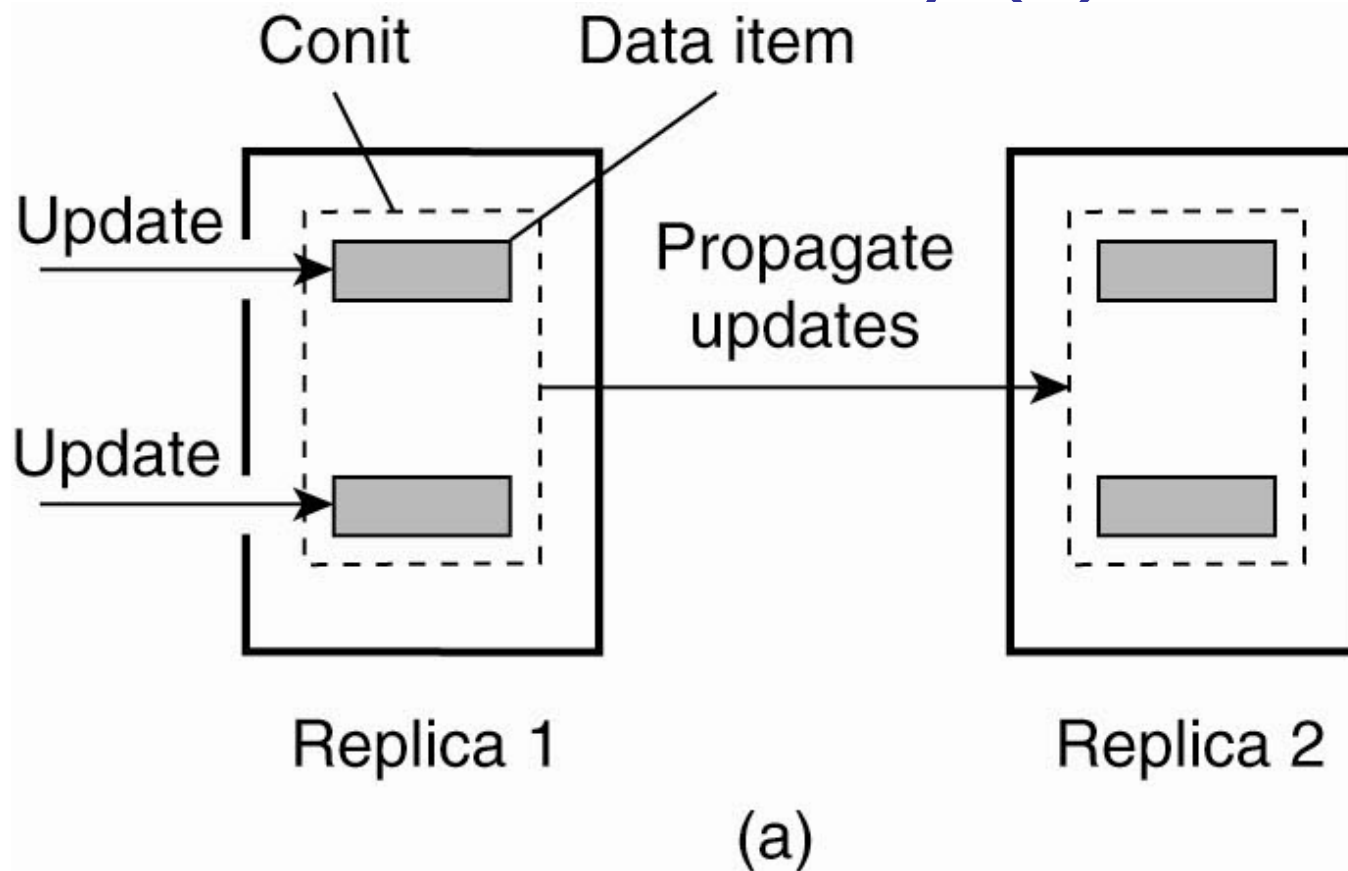 Conit
Data item
Update
Propagate
updates
Update
Replica 1
Replica 2
(a)